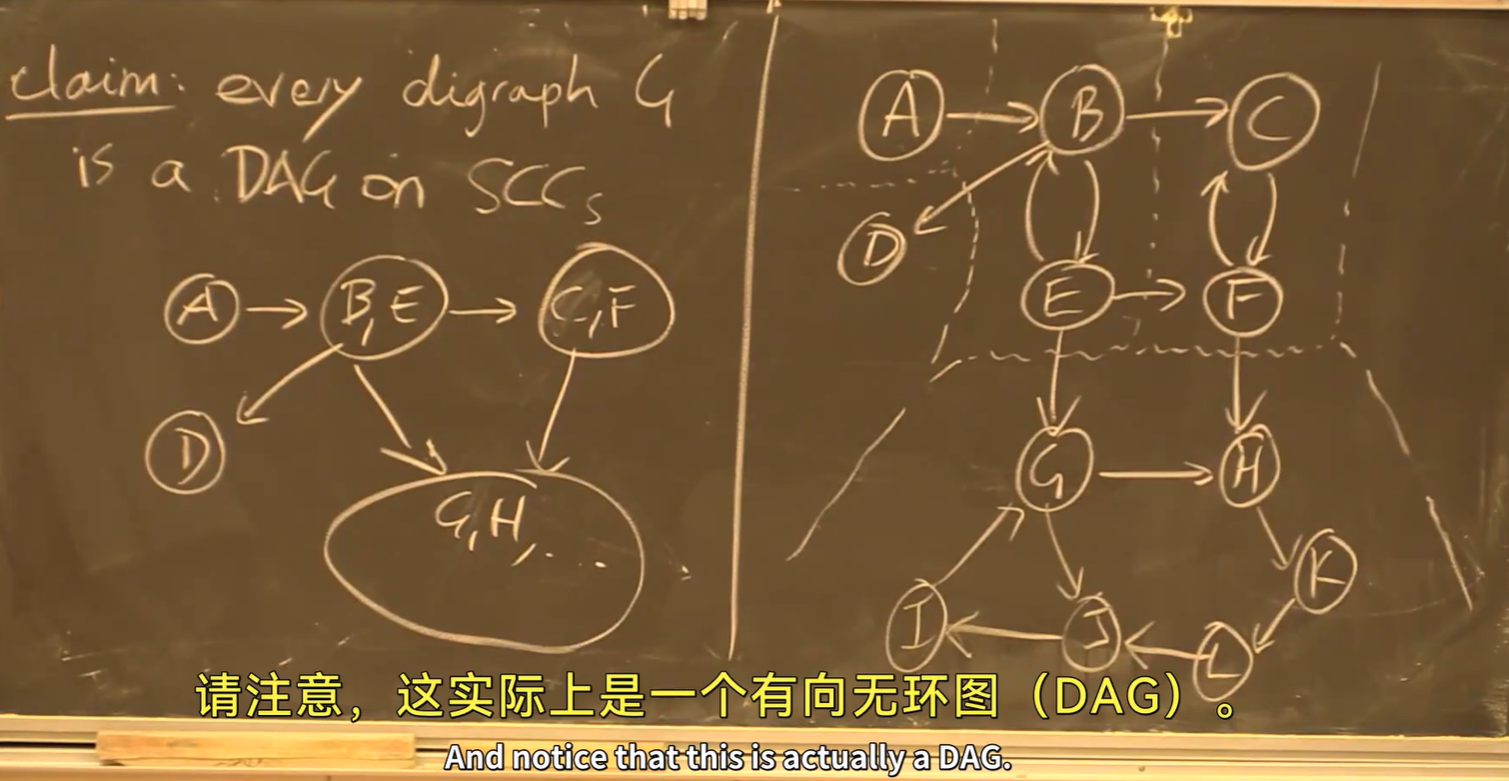 claim: every digraph G
is a DAG on SCCs
A B,E C,F
D
G,H,...
A B C
D
E F
G H
K
I J L
请注意，这实际上是一个有向无环图（DAG）。
And notice that this is actually a DAG.